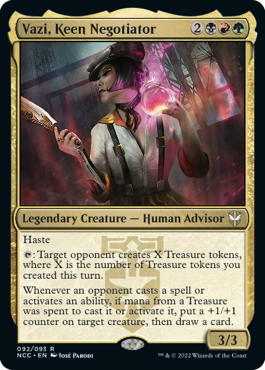 Vazi, Keen Negotiator 2
Legendary Creature — Human Advisor
Haste
: Target opponent creates X Treasure tokens,
where X is the number of Treasure tokens you
created this turn.
Whenever an opponent casts a spell or
activates an ability, if mana from a Treasure
was spent to cast it or activate it, put a +1/+1
counter on target creature, then draw a card.
3/3
092/093 R
NCC • EN JOSÉ PARODI
™ & © 2022 Wizards of the Coast